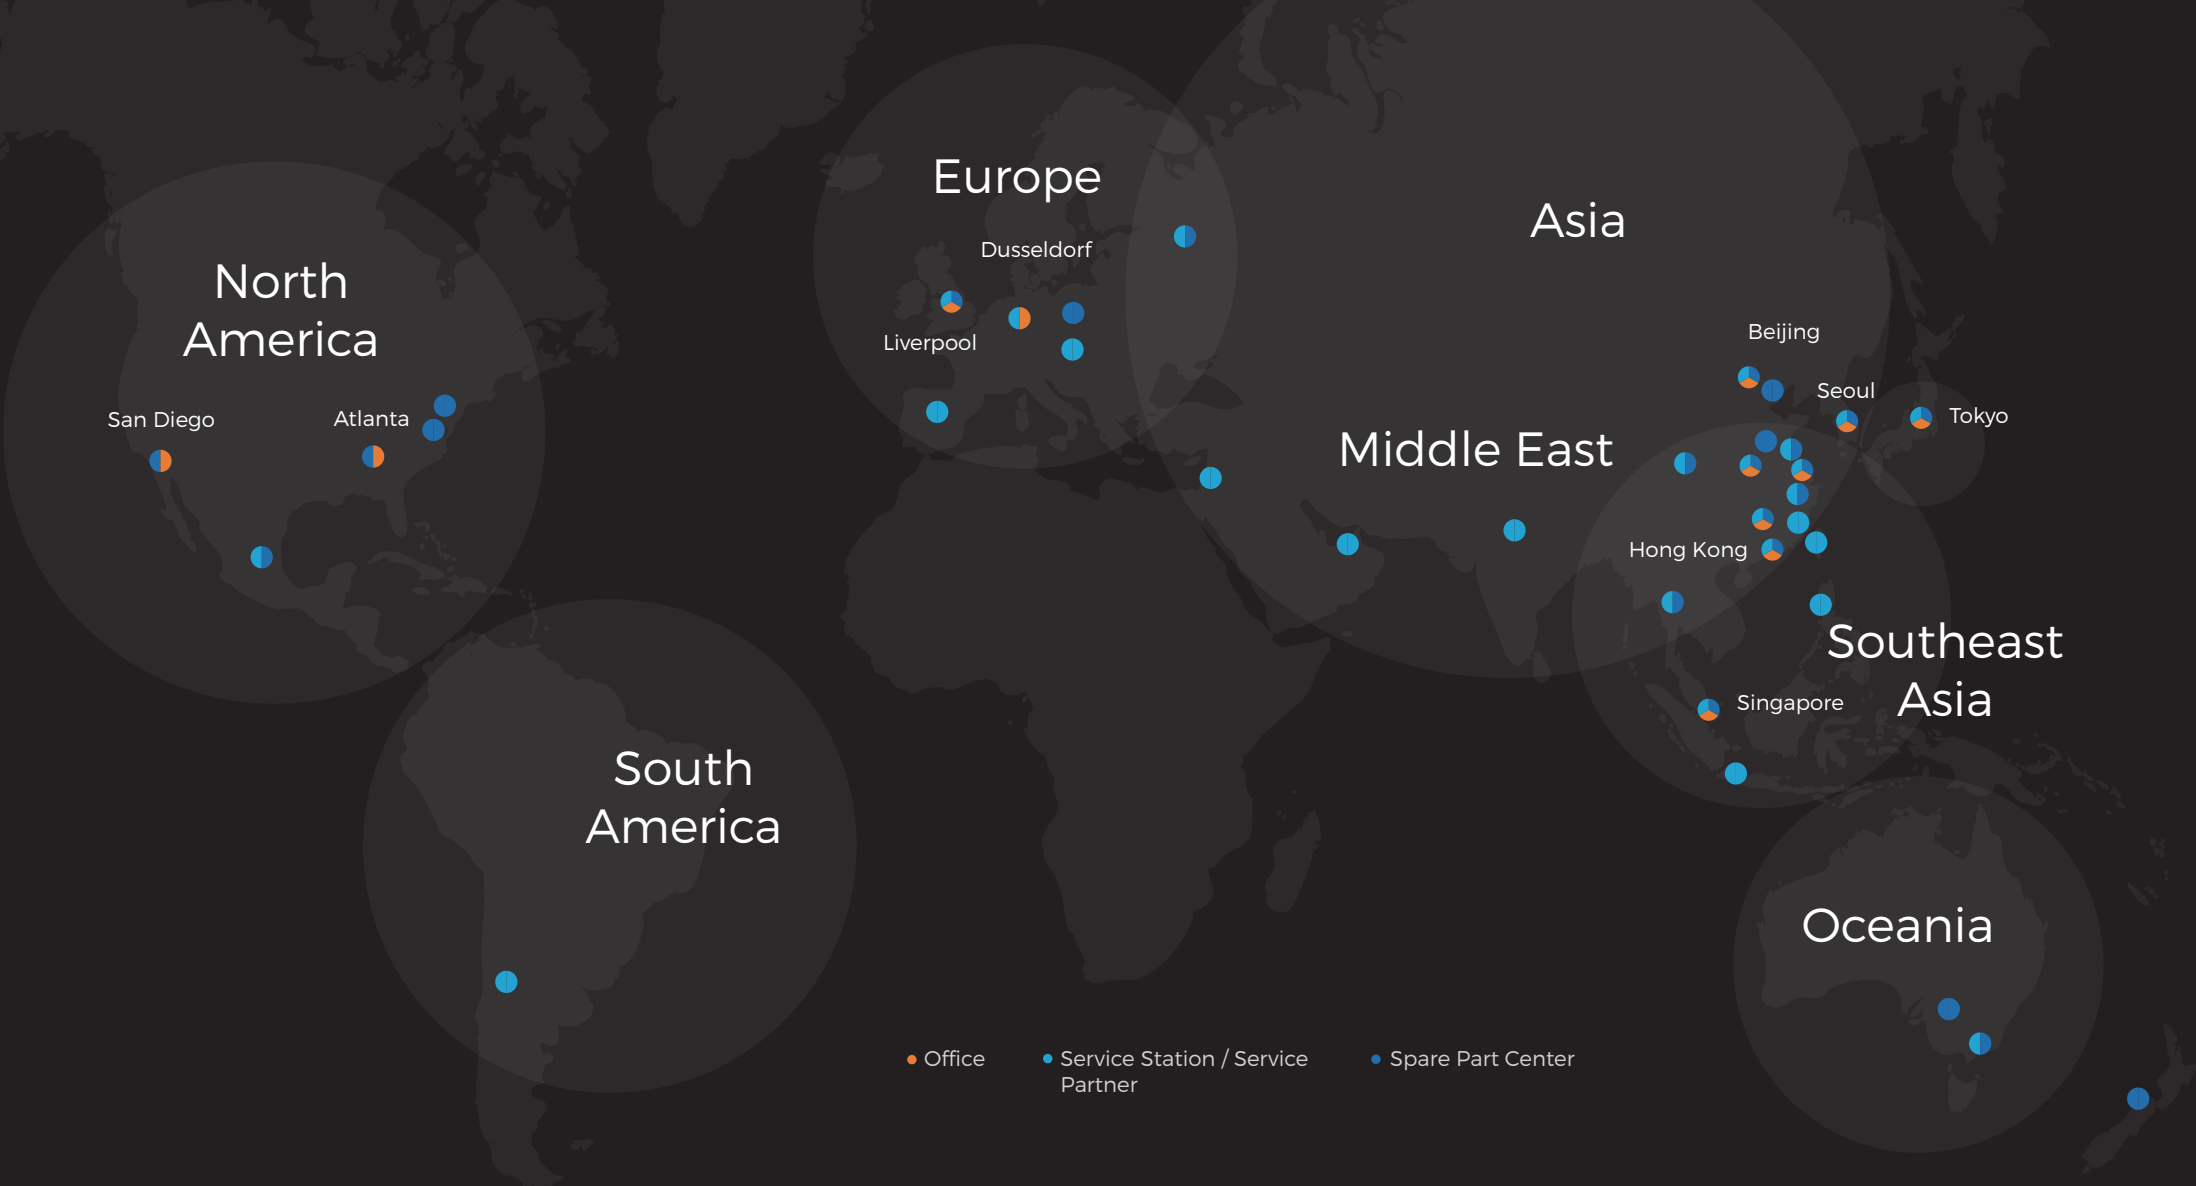 Europe
Asia
Dusseldorf
North
America
Liverpool
Beijing
Seoul
San Diego
Atlanta
Tokyo
Middle East
Hong Kong
Southeast
Asia
Singapore
South
America
Oceania
Office
Service Station / Service
Partner
Spare Part Center